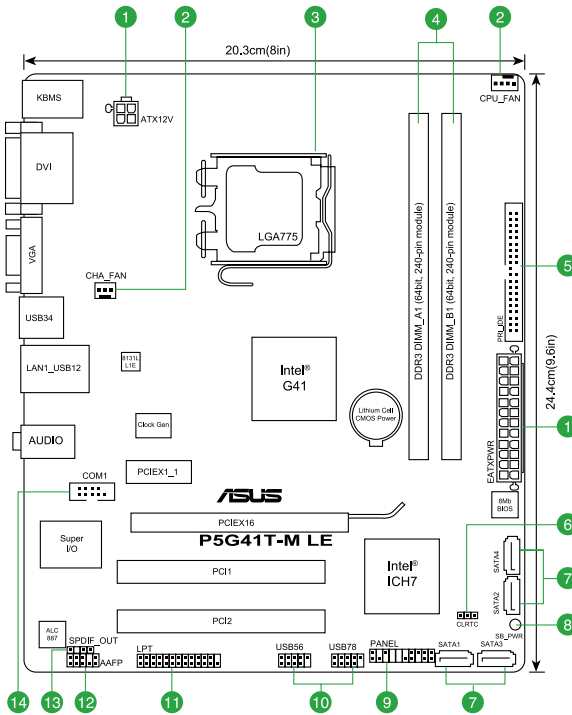 1
2
3
4
2
20.3cm(8in)
KBMS
ATX12V
CPU_FAN
DVI
LGA775
VGA
CHA_FAN
2
DDR3 DIMM_A1 (64bit, 240-pin module)
DDR3 DIMM_B1 (64bit, 240-pin module)
PRI_IDE
5
24.4cm(9.6in)
USB34
LAN1_USB12
8131L
L1E
Intel®
G41
Lithium Cell
CMOS Power
EATXPWR
1
Clock Gen
AUDIO
PCIEX1_1
COM1
14
ASUS
8Mb
BIOS
PCIEX16
P5G41T-M LE
6
Super
I/O
Intel®
ICH7
PCI1
SATA4
SATA2
7
CLRTC
PCI2
SB_PWR
8
ALC
887
SPDIF_OUT
AAFP
LPT
USB56
USB78
PANEL
SATA1
SATA3
13
12
11
10
9
7